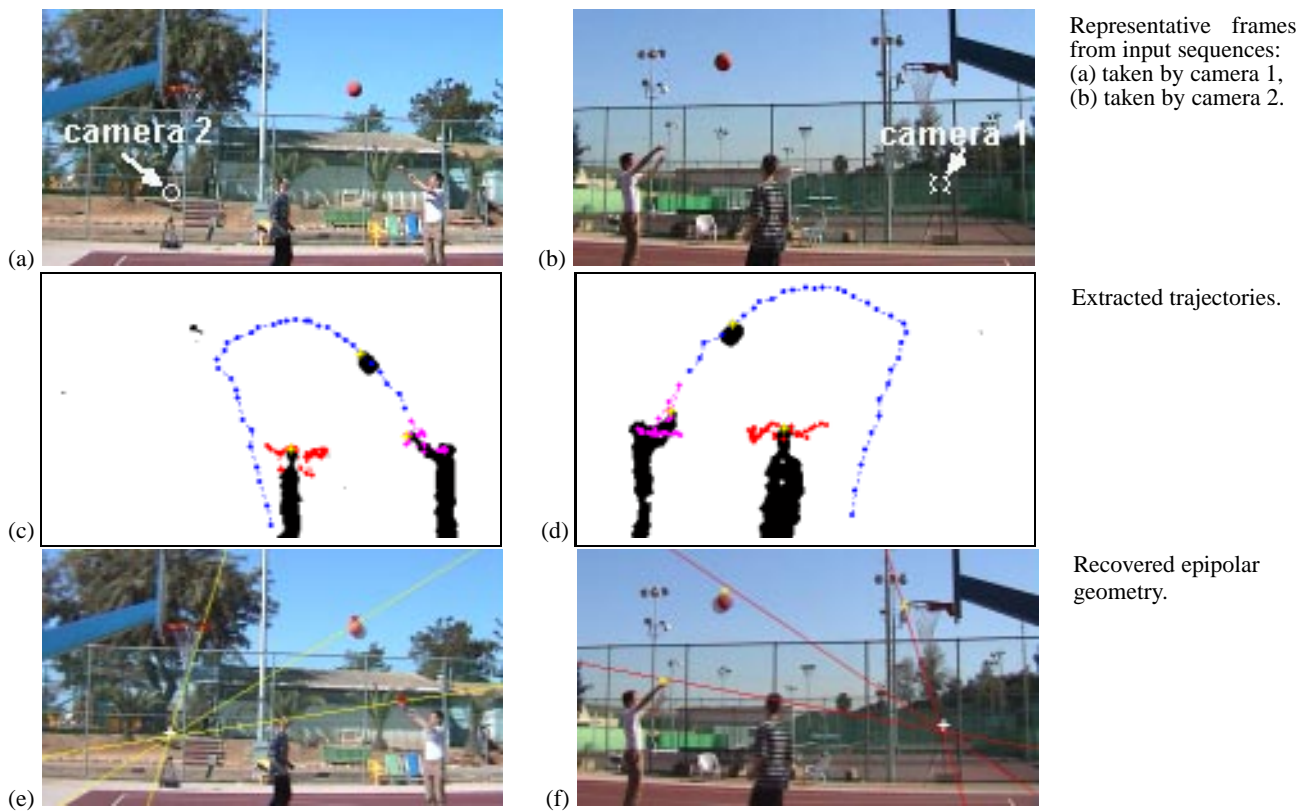 camera 2
camera 1
(a)
(b)
Representative frames
from input sequences:
(a) taken by camera 1,
(b) taken by camera 2.
(c)
(d)
Extracted trajectories.
(e)
(f)
Recovered epipolar
geometry.